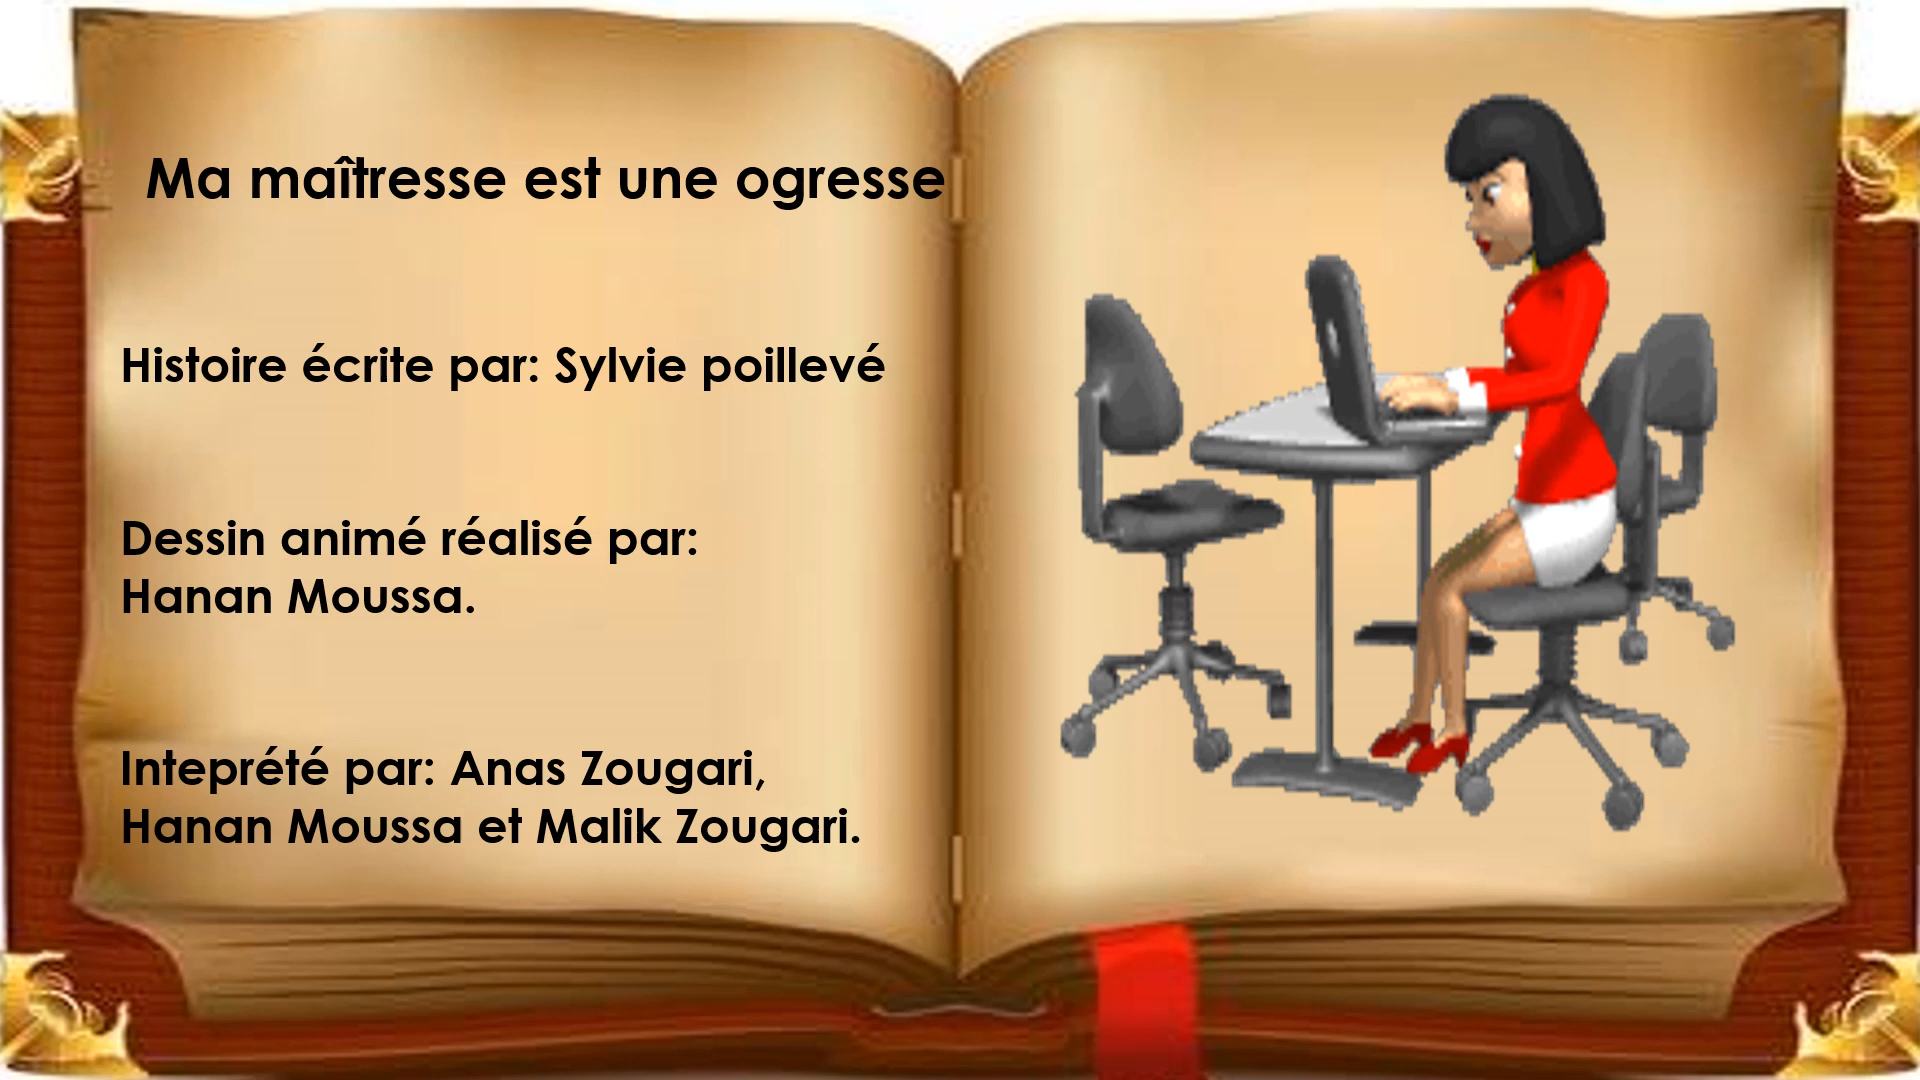 Ma maîtresse est une ogresse
Histoire écrite par: Sylvie poillevé
Dessin animé réalisé par:
Hanan Moussa.
Inteprété par: Anas Zougari,
Hanan Moussa et Malik Zougari.